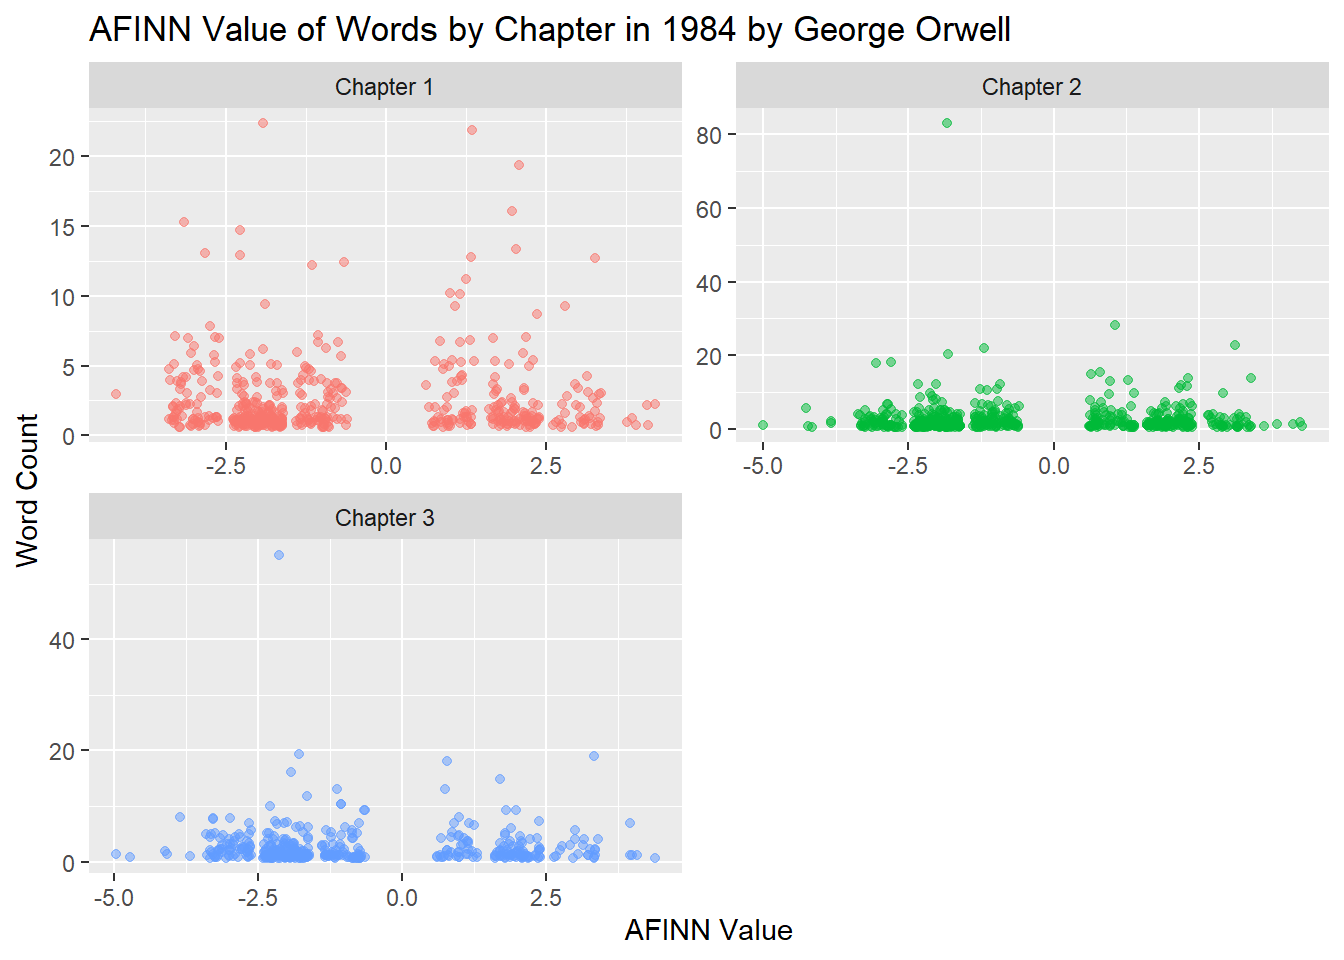 AFINN Value of Words by Chapter in 1984 by George Orwell
Chapter 1
20
15
10
5
0
-2.5 0.0 2.5
Chapter 2
80
60
40
20
0
-5.0 -2.5 0.0 2.5
Chapter 3
40
20
0
-5.0 -2.5 0.0 2.5
Word Count
AFINN Value